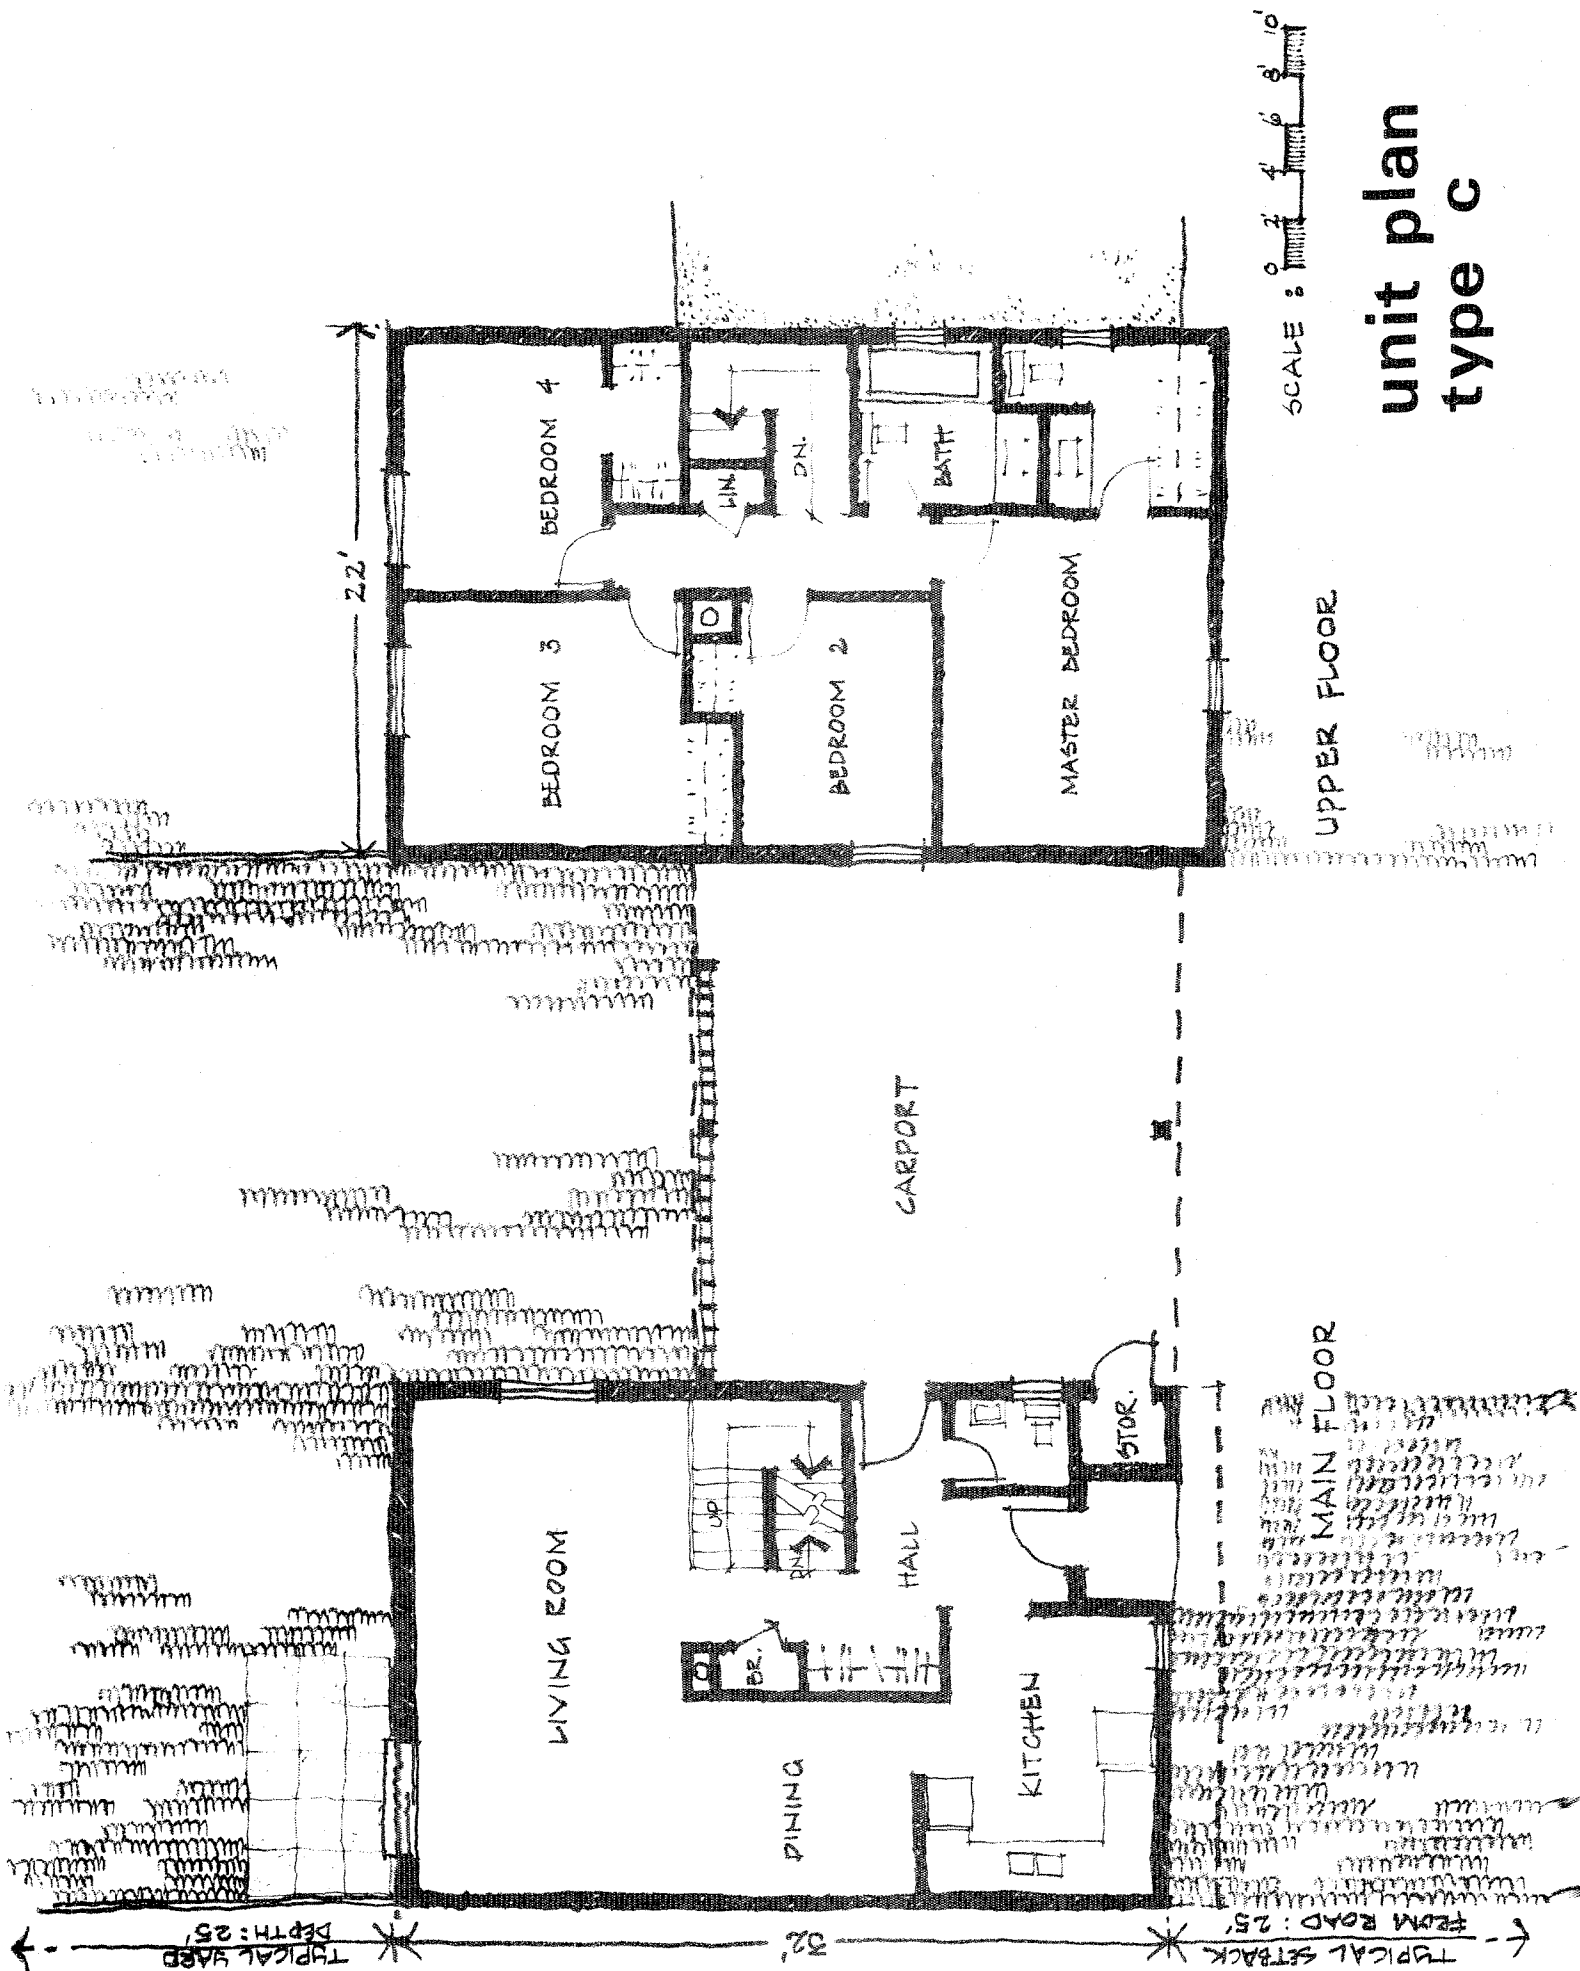 unit plan
type c
SCALE :
0 2' 4' 6' 8' 10'
UPPER FLOOR
22'
BEDROOM 3
BEDROOM 4
BEDROOM 2
LIN.
DN.
BATH
MASTER BEDROOM
MAIN FLOOR
CARPORT
LIVING ROOM
UP
DN.
HALL
STOR.
BR.
DINING
KITCHEN
TYPICAL YARD
DEPTH: 25'
32'
TYPICAL SETBACK
FROM ROAD: 25'